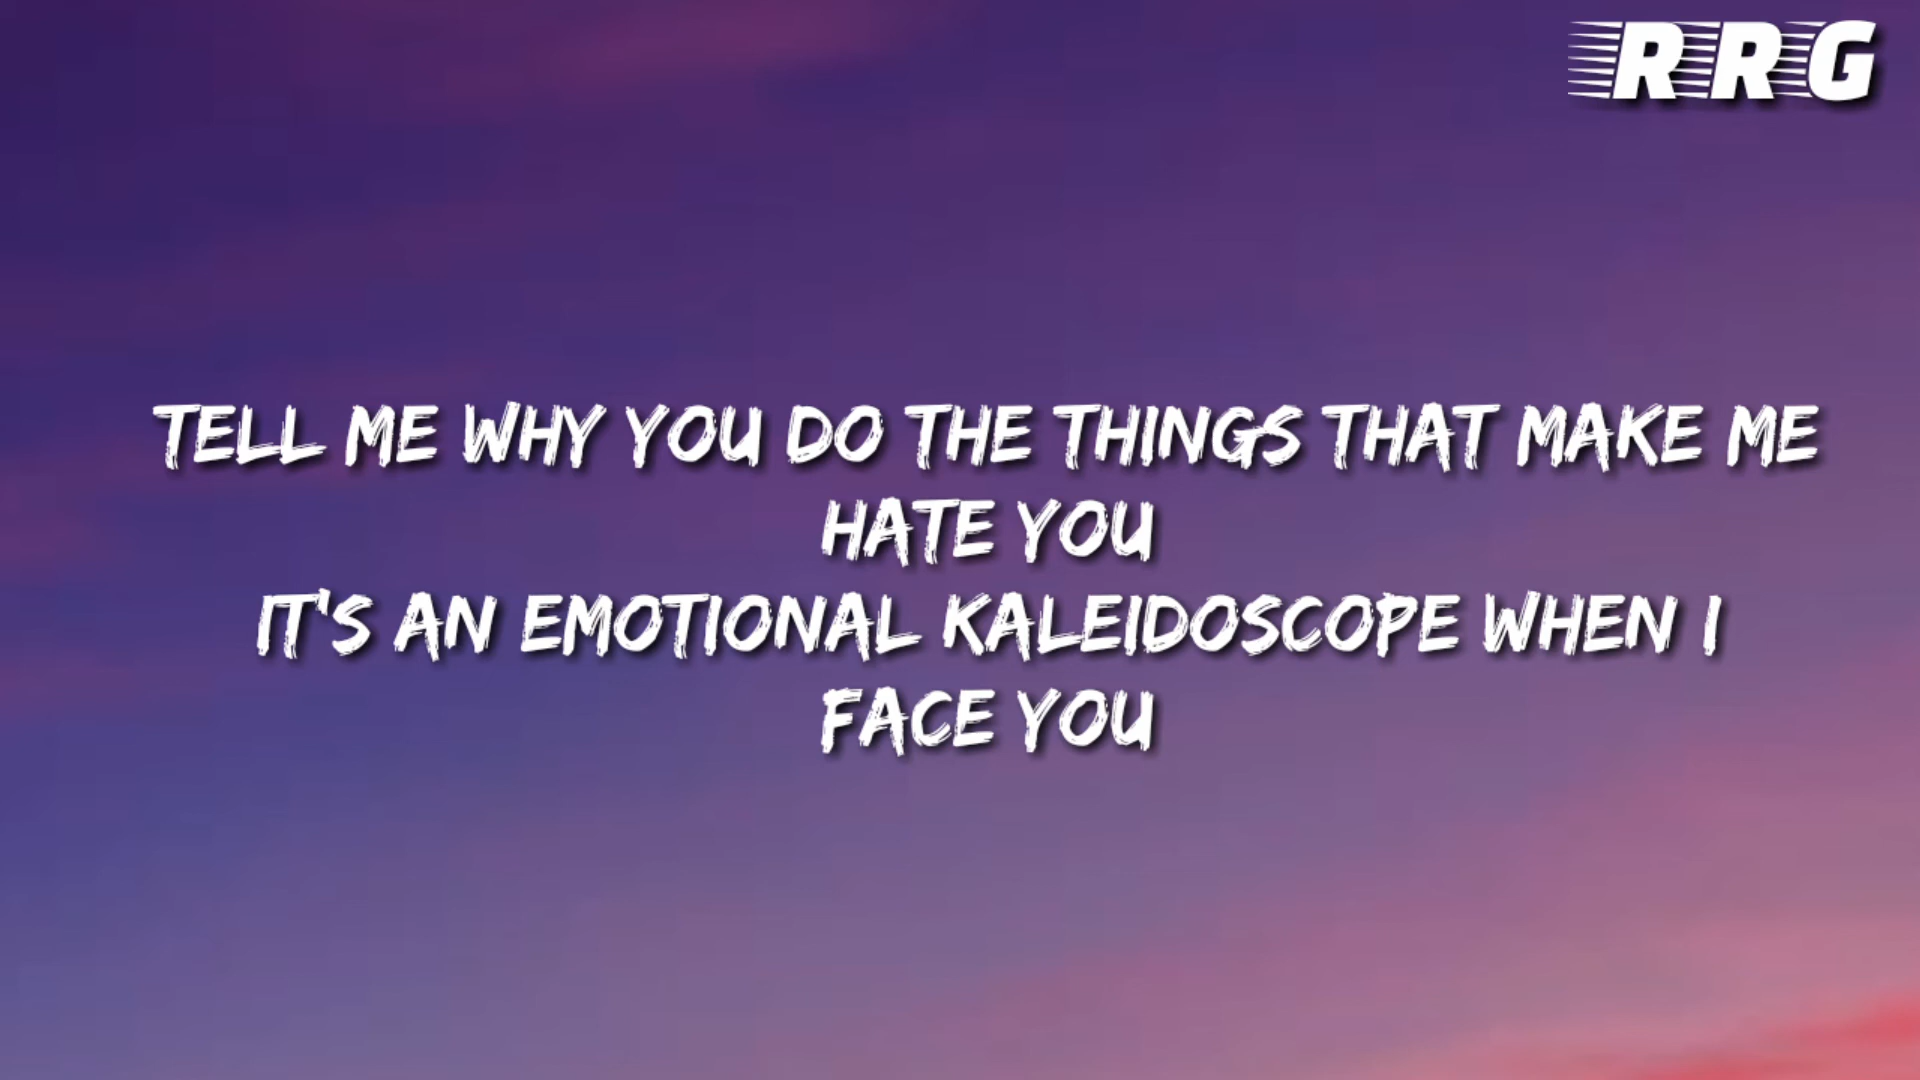 RRG
TELL ME WHY YOU DO THE THINGS THAT MAKE ME
HATE YOU
IT'S AN EMOTIONAL KALEIDOSCOPE WHEN I
FACE YOU